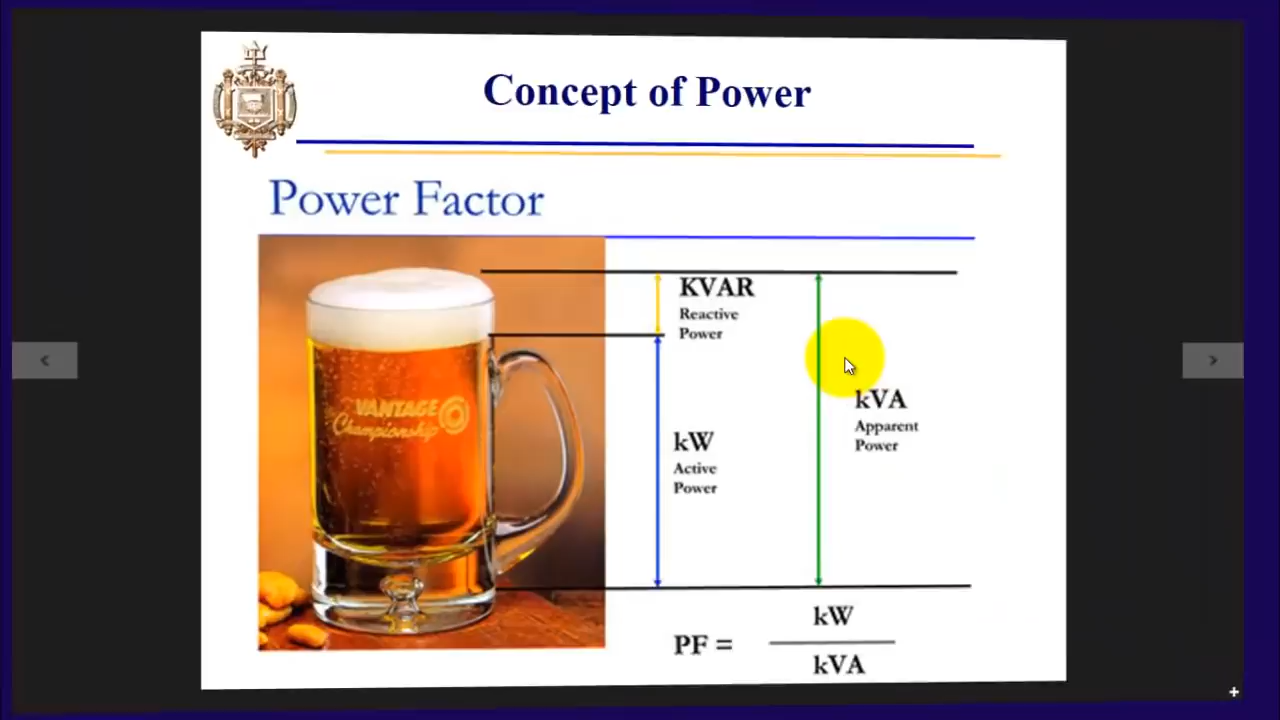 Concept of Power
Power Factor
KVAR
Reactive
Power
kVA
Apparent
Power
kW
Active
Power
VANTAGE
Championship
PF =
kW
kVA